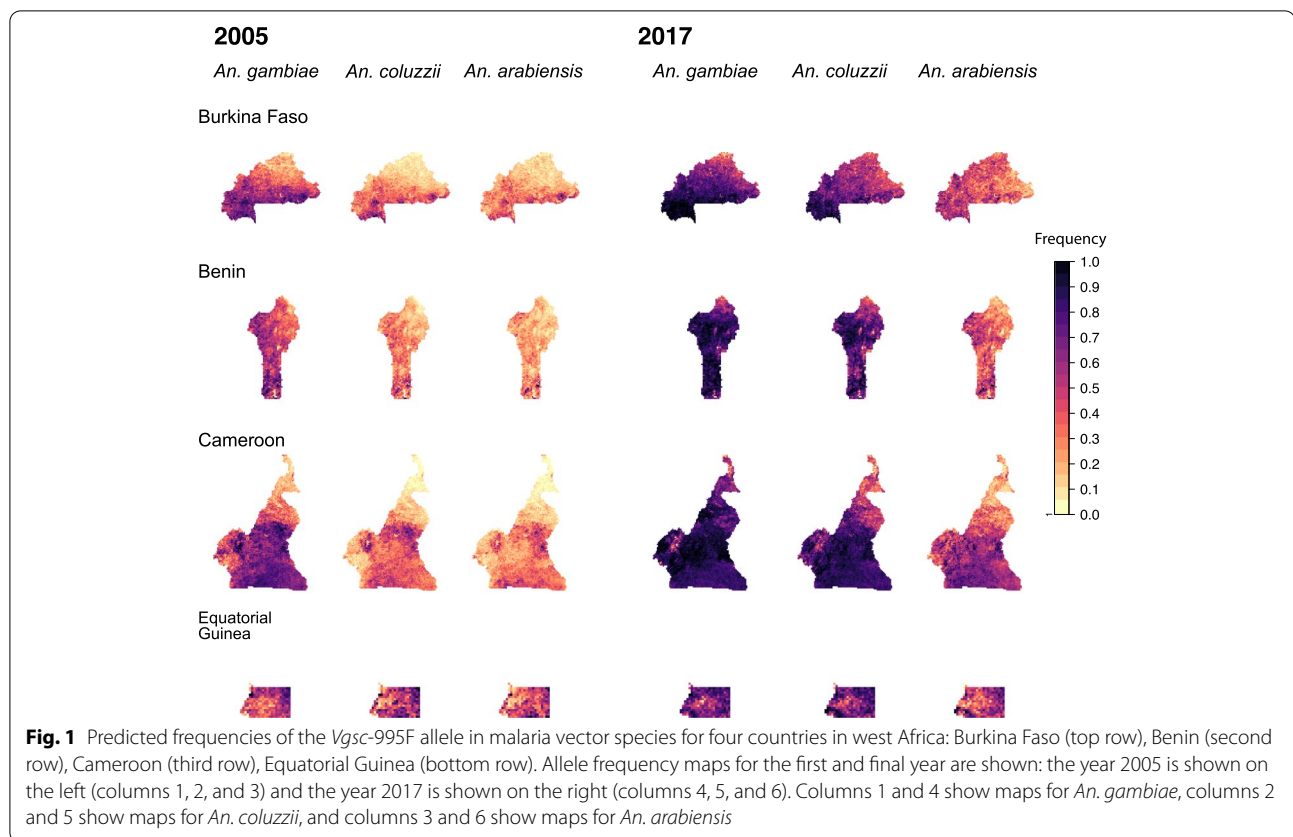 2005
2017
An. gambiae An. coluzzii An. arabiensis An. gambiae An. coluzzii An. arabiensis
Burkina Faso
Frequency
1.0
0.9
0.8
0.7
0.6
0.5
0.4
0.3
0.2
0.1
0.0
1
Benin
Cameroon
Equatorial
Guinea
Fig. 1 Predicted frequencies of the Vgsc-995F allele in malaria vector species for four countries in west Africa: Burkina Faso (top row), Benin (second
row), Cameroon (third row), Equatorial Guinea (bottom row). Allele frequency maps for the first and final year are shown: the year 2005 is shown on
the left (columns 1, 2, and 3) and the year 2017 is shown on the right (columns 4, 5, and 6). Columns 1 and 4 show maps for An. gambiae, columns 2
and 5 show maps for An. coluzzii, and columns 3 and 6 show maps for An. arabiensis